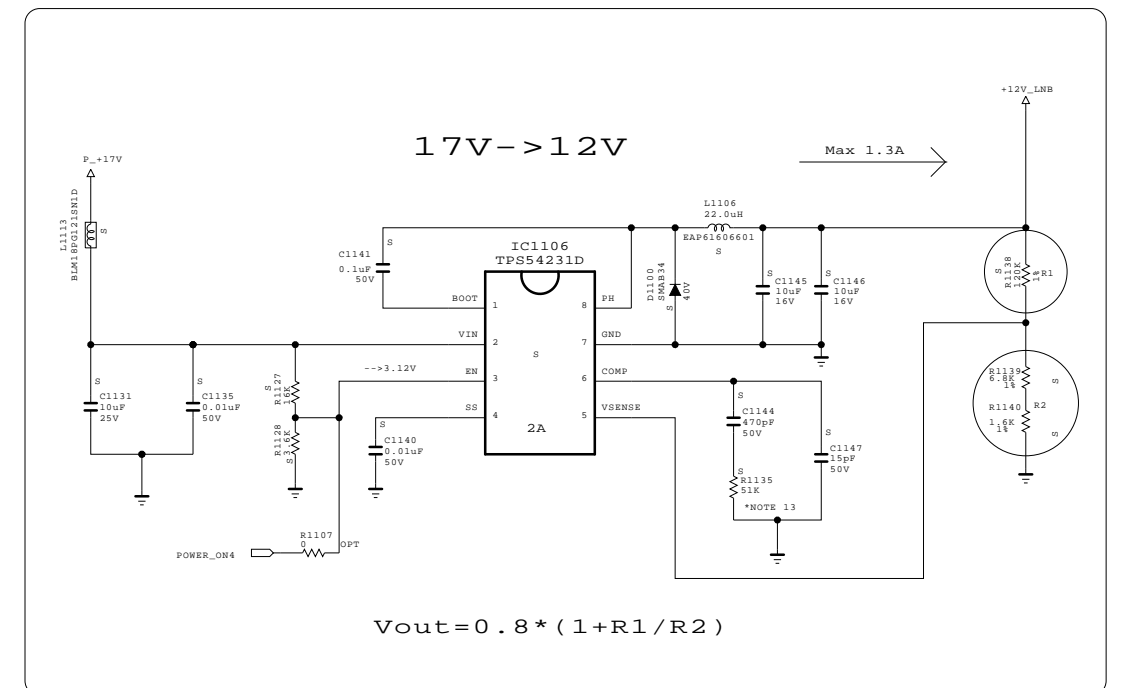 +12V_LNB
17V->12V
Max 1.3A
P_+17V
L1113
BLM18PG121SN1D
S
L1106
22.0uH
EAP61606601
S
C1141
0.1uF
50V
S
IC1106
TPS54231D
D1100
SMAB34
40V
S
S
C1145
10uF
16V
S
C1146
10uF
16V
S
R1138
120K
1%
R1
BOOT
1
8
PH
VIN
2
7
GND
S
-->3.12V
EN
3
6
COMP
SS
4
5
VSENSE
2A
S
C1131
10uF
25V
S
C1135
0.01uF
50V
S
R1127
16K
R1128
3.6K
S
S
C1140
0.01uF
50V
S
C1144
470pF
50V
S
C1147
15pF
50V
S
R1135
51K
*NOTE 13
R1139
6.8K
1%
S
R1140
1.6K
1%
R2
S
R1107
0
OPT
POWER_ON4
Vout=0.8*(1+R1/R2)